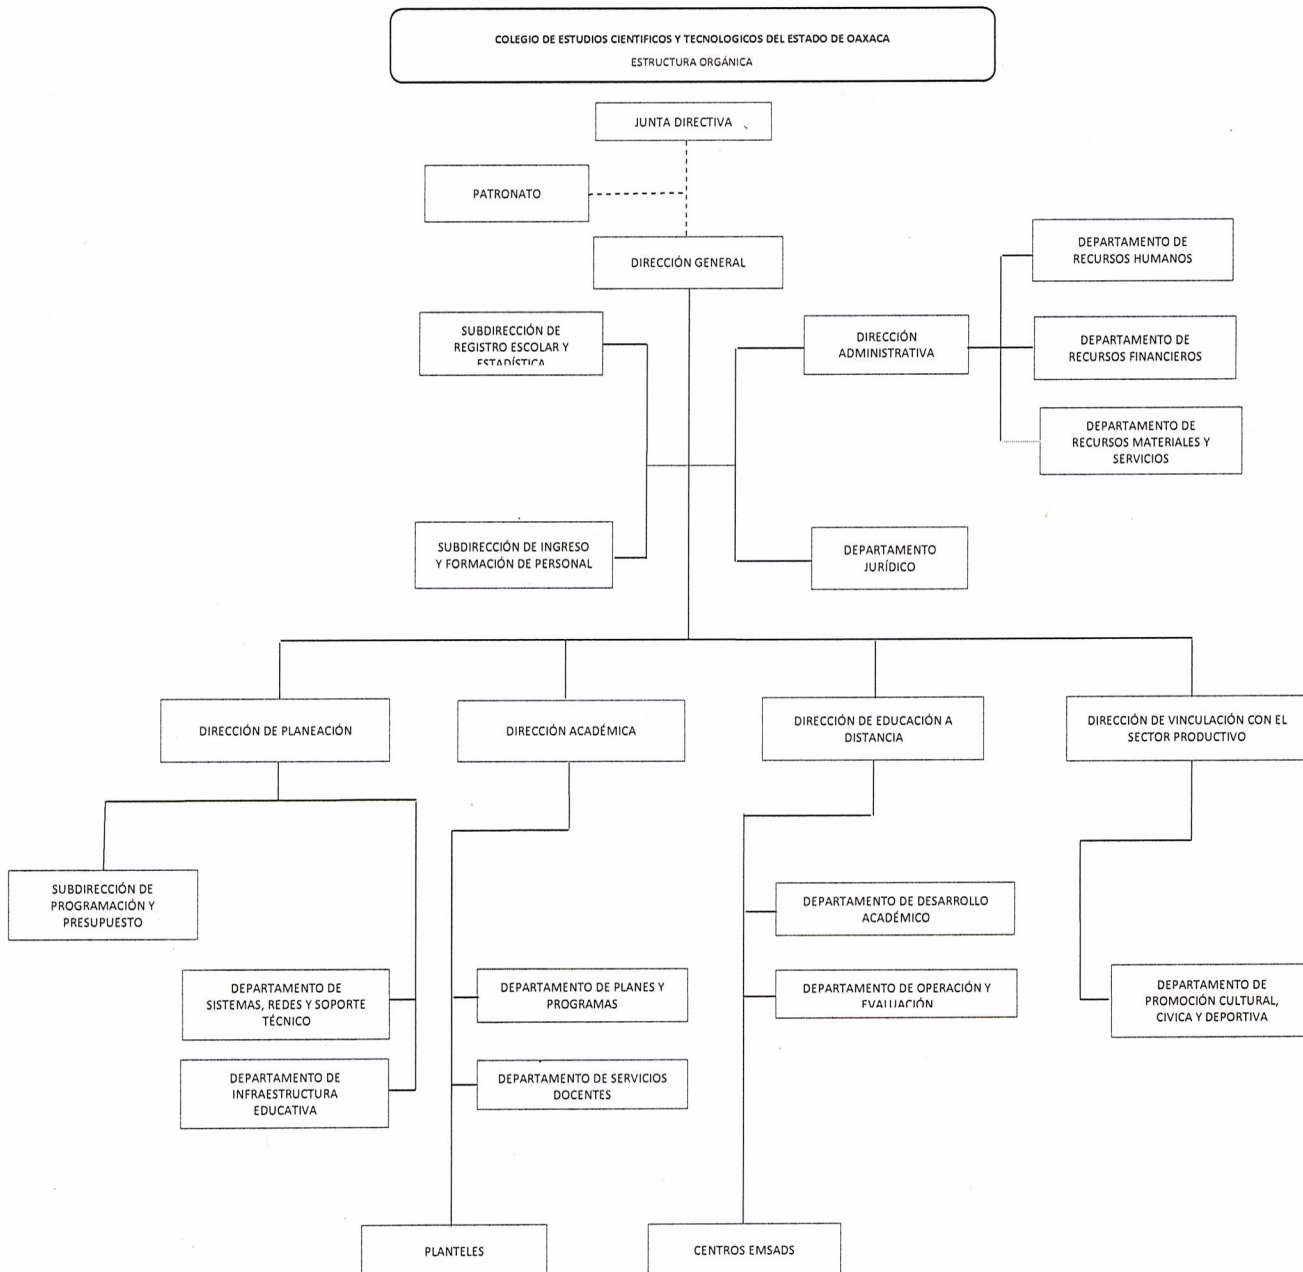 COLEGIO DE ESTUDIOS CIENTIFICOS Y TECNOLOGICOS DEL ESTADO DE OAXACA
ESTRUCTURA ORGÁNICA
JUNTA DIRECTIVA
PATRONATO
DIRECCIÓN GENERAL
DEPARTAMENTO DE
RECURSOS HUMANOS
SUBDIRECCIÓN DE
REGISTRO ESCOLAR Y
ESTADÍSTICA
DIRECCIÓN
ADMINISTRATIVA
DEPARTAMENTO DE
RECURSOS FINANCIEROS
DEPARTAMENTO DE
RECURSOS MATERIALES Y
SERVICIOS
SUBDIRECCIÓN DE INGRESO
Y FORMACIÓN DE PERSONAL
DEPARTAMENTO
JURÍDICO
DIRECCIÓN DE PLANEACIÓN
DIRECCIÓN ACADÉMICA
DIRECCIÓN DE EDUCACIÓN A
DISTANCIA
DIRECCIÓN DE VINCULACIÓN CON EL
SECTOR PRODUCTIVO
SUBDIRECCIÓN DE
PROGRAMACIÓN Y
PRESUPUESTO
DEPARTAMENTO DE DESARROLLO
ACADÉMICO
DEPARTAMENTO DE
SISTEMAS, REDES Y SOPORTE
TÉCNICO
DEPARTAMENTO DE PLANES Y
PROGRAMAS
DEPARTAMENTO DE OPERACIÓN Y
EVALUACIÓN
DEPARTAMENTO DE
PROMOCIÓN CULTURAL,
CIVICA Y DEPORTIVA
DEPARTAMENTO DE
INFRAESTRUCTURA
EDUCATIVA
DEPARTAMENTO DE SERVICIOS
DOCENTES
PLANTELES
CENTROS EMSADS